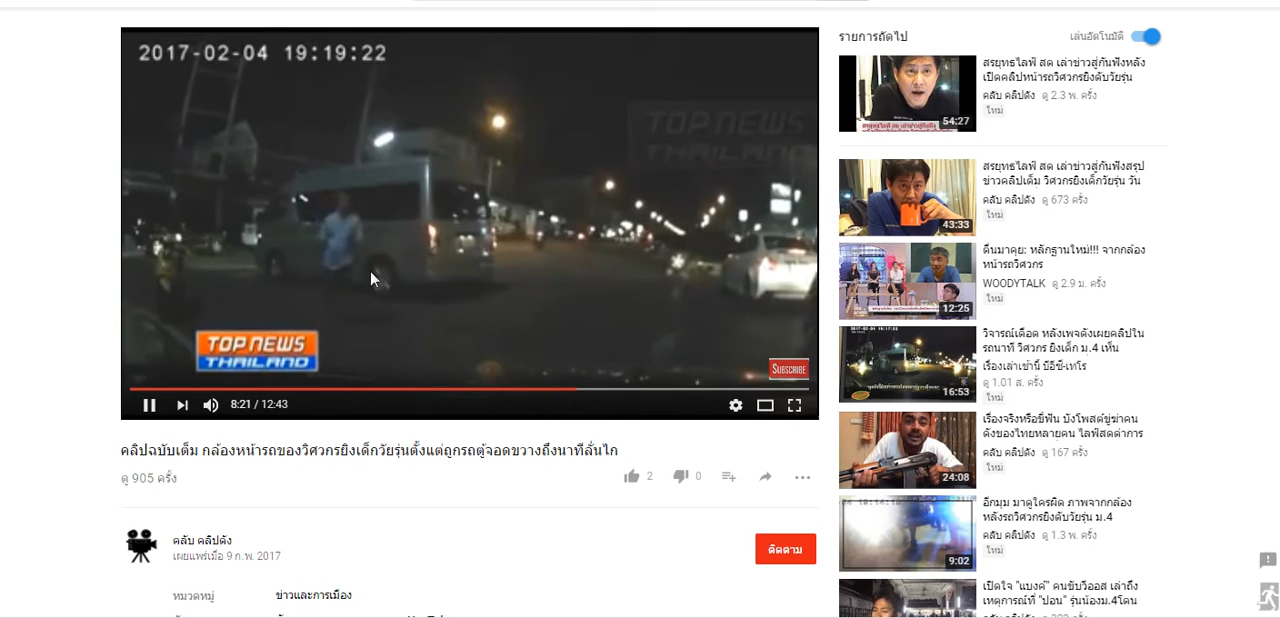 2017-02-04 19:19:22
TOP NEWS
THAILAND
TOP NEWS
THAILAND
SUBSCRIBE
8:21 / 12:43
คลิปฉบับเต็ม กล้องหน้ารถของวิศวกรยิงเด็กวัยรุ่นตั้งแต่ถูกรถตู้จอดขวางถึงนาทีลั่นไก
ดู 905 ครั้ง
2
0
คลับ คลิปดัง
เผยแพร่เมื่อ 9 ก.พ. 2017
ติดตาม
หมวดหมู่
ข่าวและการเมือง
รายการถัดไป
เล่นอัตโนมัติ
54:27
สรยุทธไลฟ์ สด เล่าข่าวสู่กันฟังหลัง
เปิดคลิปหน้ารถวิศวกรยิงดับวัยรุ่น
คลับ คลิปดัง ดู 2.3 พ. ครั้ง
ใหม่
43:33
สรยุทธไลฟ์ สด เล่าข่าวสู่กันฟังสรุป
ข่าวคลิปเต็ม วิศวกรยิงเด็กวัยรุ่น วัน
คลับ คลิปดัง ดู 673 ครั้ง
ใหม่
12:25
ตื่นมาคุย: หลักฐานใหม่!!! จากกล้อง
หน้ารถวิศวกร
WOODYTALK ดู 2.9 ม. ครั้ง
ใหม่
16:53
วิจารณ์เดือด หลังเพจดังเผยคลิปใน
รถนาที วิศวกร ยิงเด็ก ม.4 เห็น
เรื่องเล่าเช้านี้ บีอีซี-เทโร
ดู 1.01 ส. ครั้ง
ใหม่
24:08
เรื่องจริงหรือขี้ฟัน บังโพสต์ขู่ฆ่าคน
ดังของไทยหลายคน ไลฟ์สดด่าการ
คลับ คลิปดัง ดู 167 ครั้ง
ใหม่
9:02
อีกมุม มาดูใครผิด ภาพจากกล้อง
หลังรถวิศวกรยิงดับวัยรุ่น ม.4
คลับ คลิปดัง ดู 1.3 พ. ครั้ง
ใหม่
เปิดใจ "แบงค์" คนขับวีออส เล่าถึง
เหตุการณ์ที่ "ปอน" รุ่นน้องม.4โดน